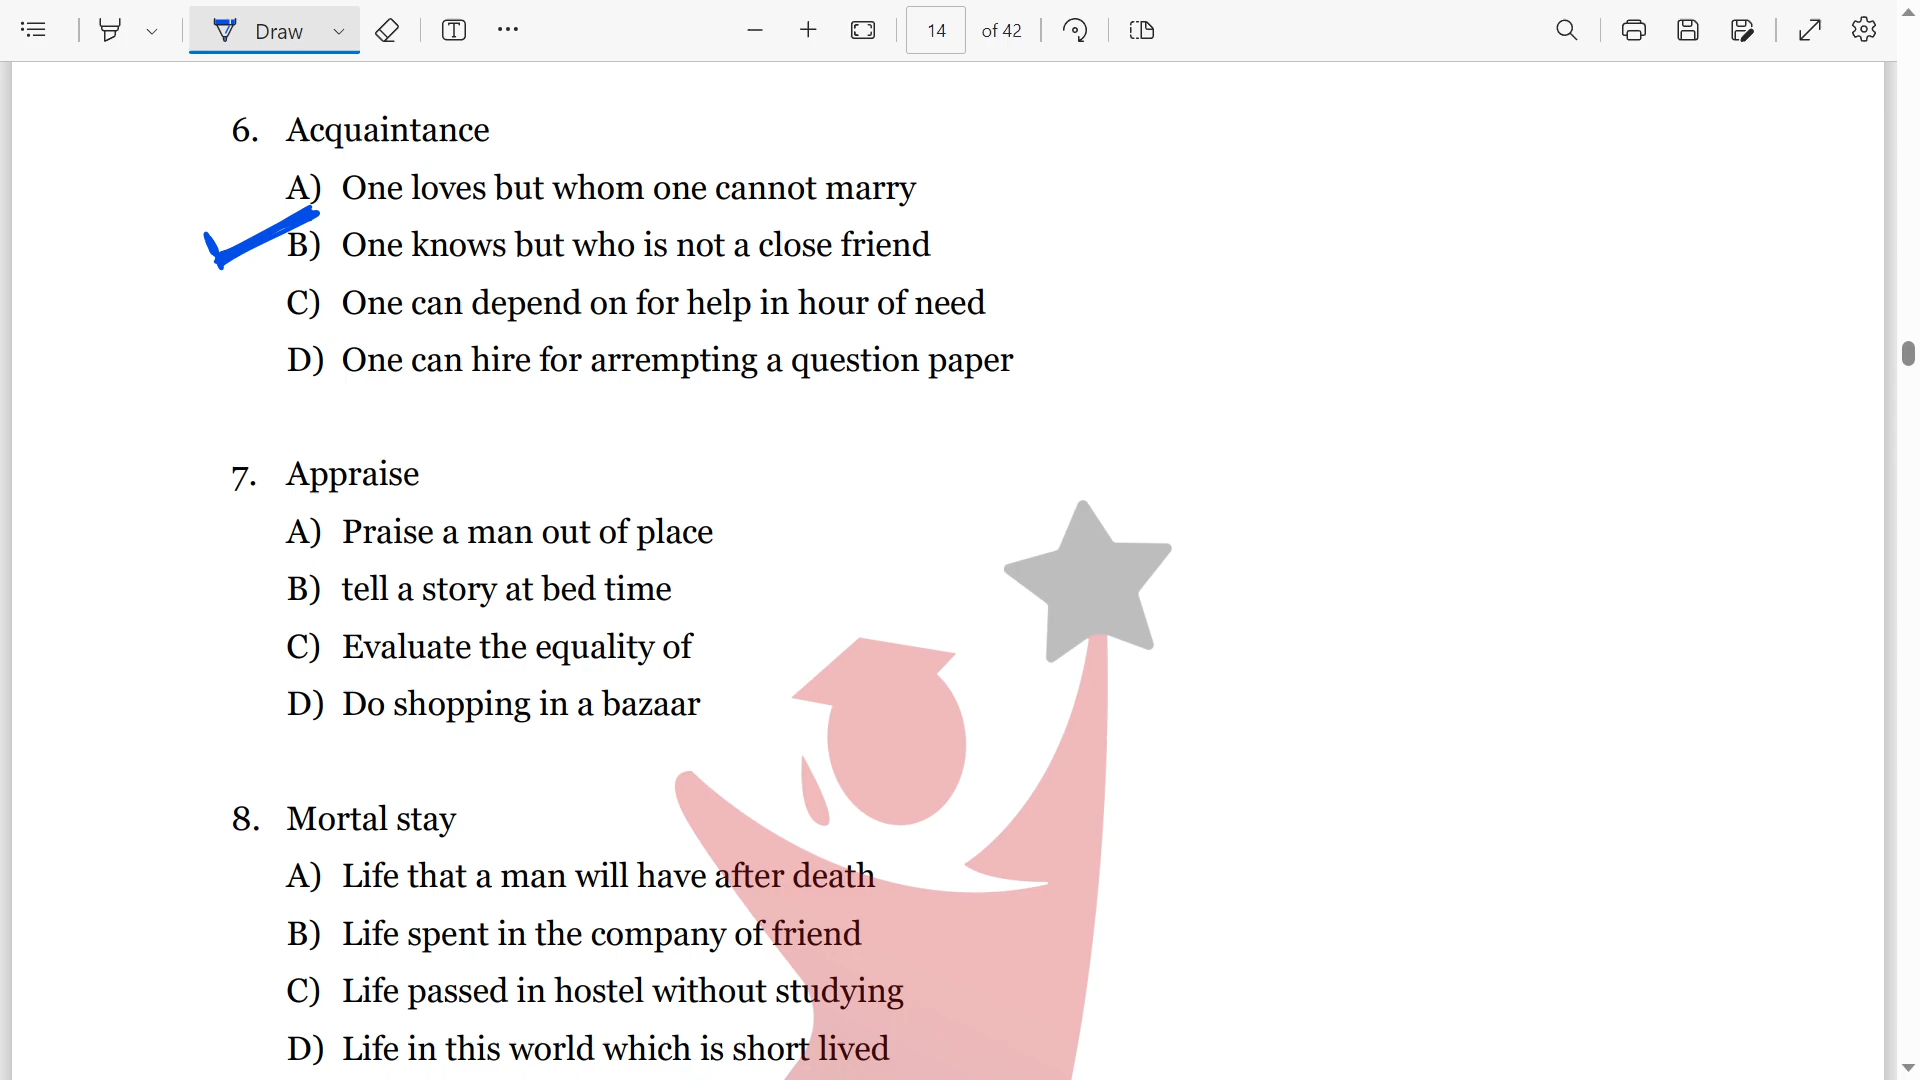 Draw
14
of 42
6. Acquaintance
A) One loves but whom one cannot marry
B) One knows but who is not a close friend
C) One can depend on for help in hour of need
D) One can hire for arrempting a question paper
7. Appraise
A) Praise a man out of place
B) tell a story at bed time
C) Evaluate the equality of
D) Do shopping in a bazaar
8. Mortal stay
A) Life that a man will have after death
B) Life spent in the company of friend
C) Life passed in hostel without studying
D) Life in this world which is short lived